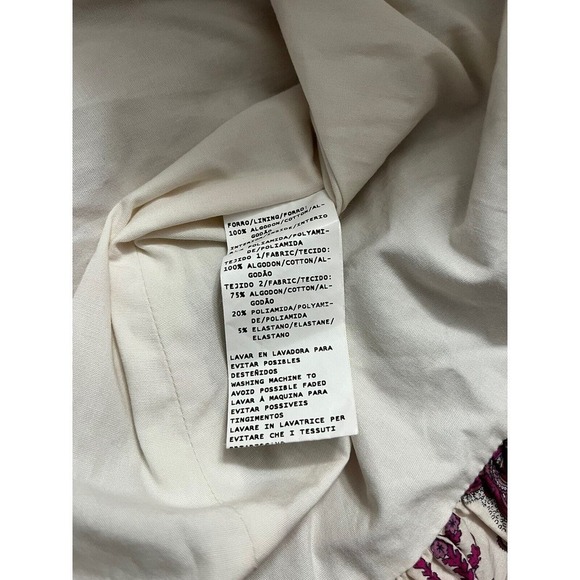 FORRO/LINING/FORRO:
100% ALGODON/COTTON/AL-
GODÃO
POLIAMIDA/POLYAMI-
DE/POLIAMIDA
TEJIDO 1/FABRIC/TECIDO:
100% ALGODON/COTTON/AL-
GODÃO
TEJIDO 2/FABRIC/TECIDO:
75% ALGODON/COTTON/AL-
GODÃO
20% POLIAMIDA/POLYAMI-
DE/POLIAMIDA
5% ELASTANO/ELASTANE/
ELASTANO
LAVAR EN LAVADORA PARA
EVITAR POSIBLES
DESTEÑIDOS
WASHING MACHINE TO
AVOID POSSIBLE FADED
LAVAR À MAQUINA PARA
EVITAR POSSIVEIS
TINGIMENTOS
LAVARE IN LAVATRICE PER
EVITARE CHE I TESSUTI